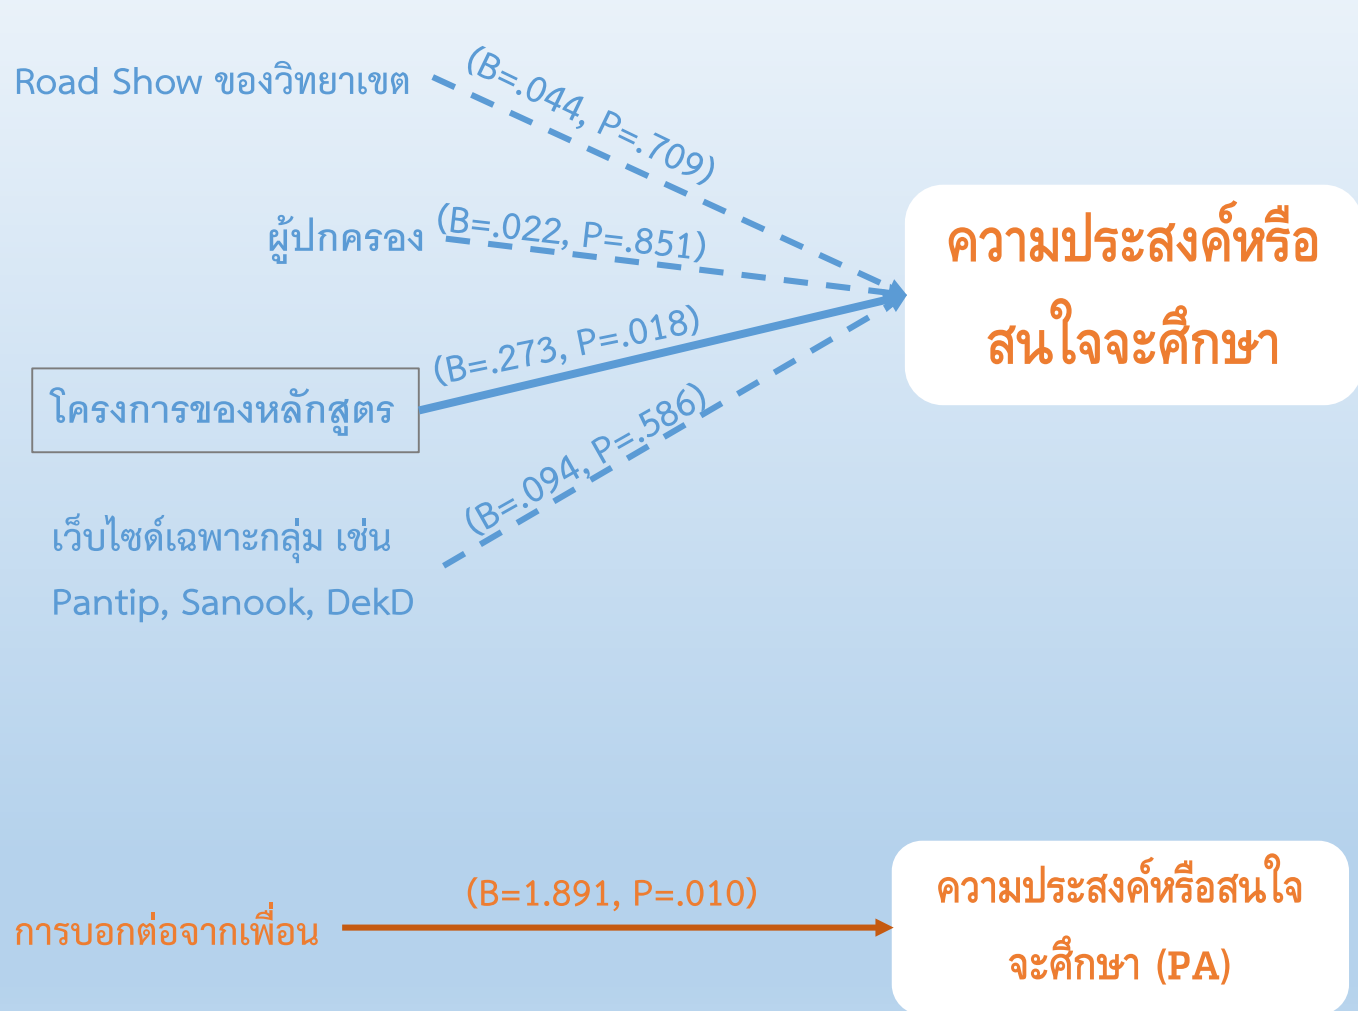 Road Show ของวิทยาเขต
(B=.044, P=.709)
ผู้ปกครอง
(B=.022, P=.851)
ความประสงค์หรือ
สนใจจะศึกษา
(B=.273, P=.018)
โครงการของหลักสูตร
(B=.094, P=.586)
เว็บไซด์เฉพาะกลุ่ม เช่น
Pantip, Sanook, DekD
การบอกต่อจากเพื่อน
(B=1.891, P=.010)
ความประสงค์หรือสนใจ
จะศึกษา (PA)